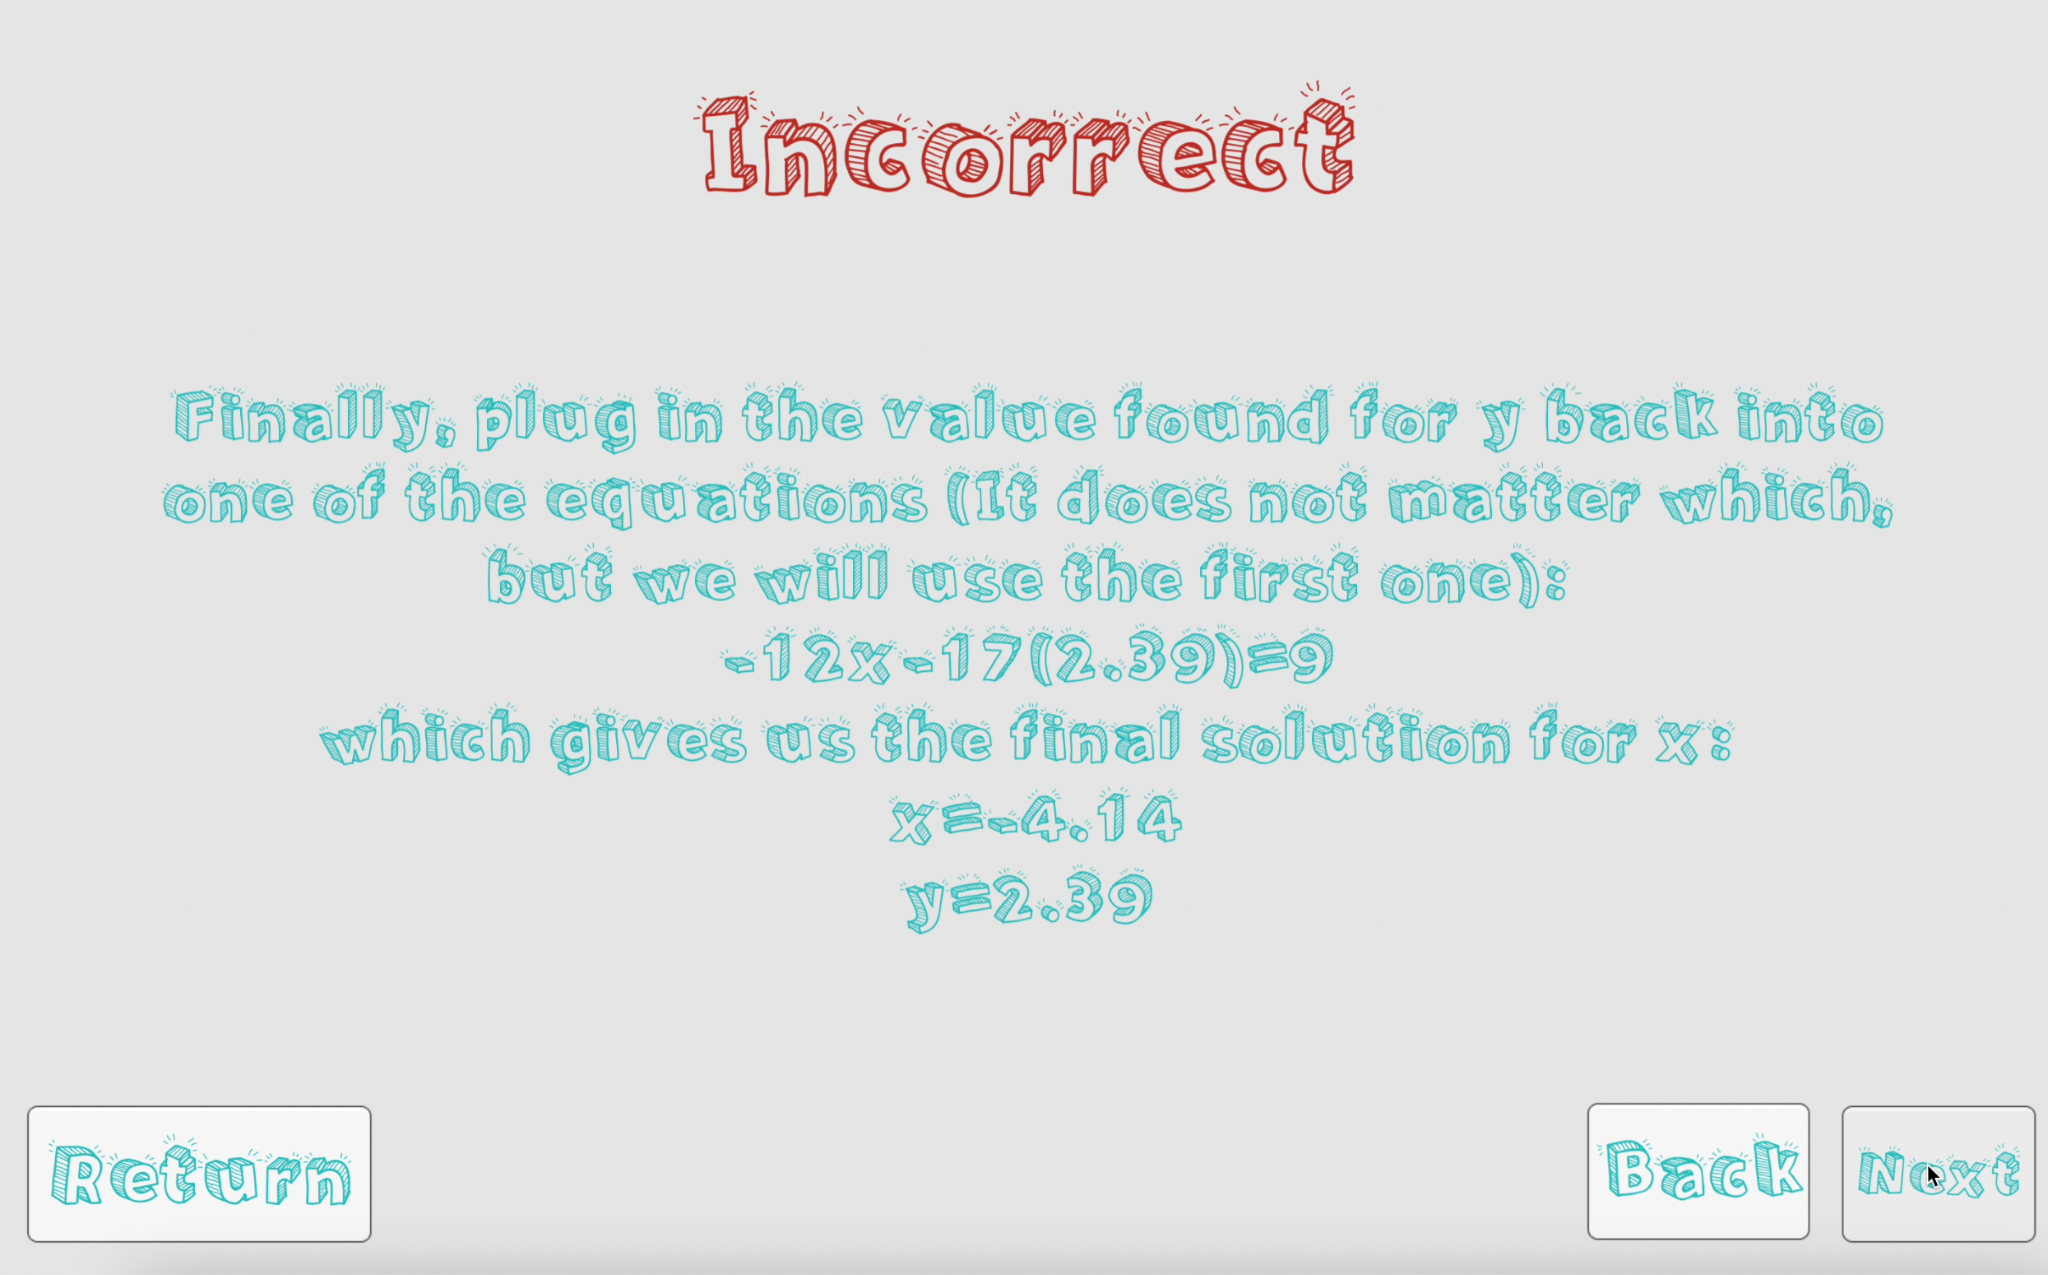 Incorrect
Finally, plug in the value found for y back into
one of the equations (It does not matter which,
but we will use the first one):
-12x-17(2.39)=9
which gives us the final solution for x:
x=-4.14
y=2.39
Return
Back
Next